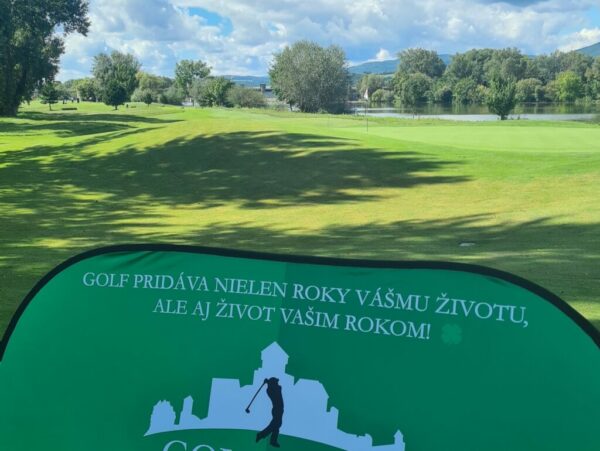 GOLF PRIDÁVA NIELEN ROKY VÁŠMU ŽIVOTU,
ALE AJ ŽIVOT VAŠIM ROKOM!